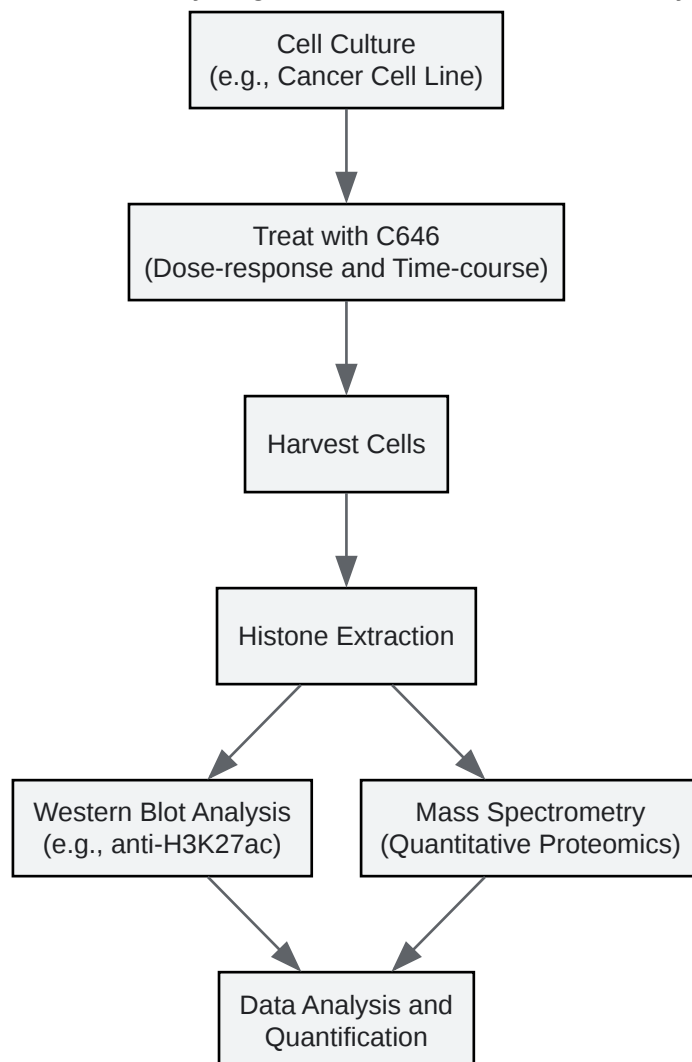 Cell Culture
(e.g., Cancer Cell Line)
Treat with C646
(Dose-response and Time-course)
Harvest Cells
Histone Extraction
Western Blot Analysis
(e.g., anti-H3K27ac)
Mass Spectrometry
(Quantitative Proteomics)
Data Analysis and
Quantification